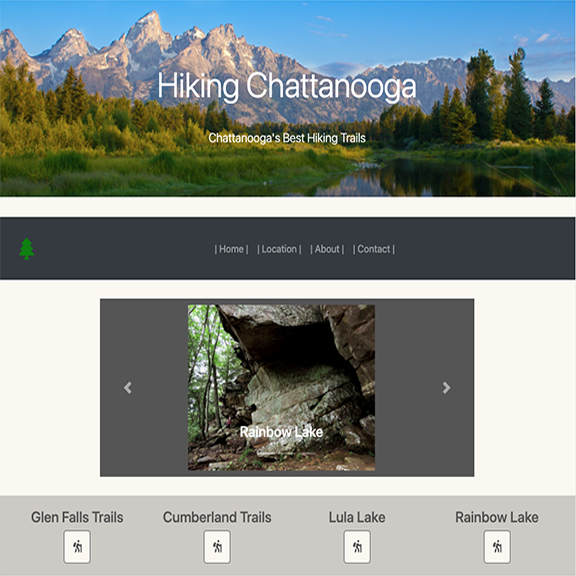 Hiking Chattanooga
Chattanooga's Best Hiking Trails
| Home | | Location | | About | | Contact |
Rainbow Lake
Glen Falls Trails Cumberland Trails Lula Lake Rainbow Lake